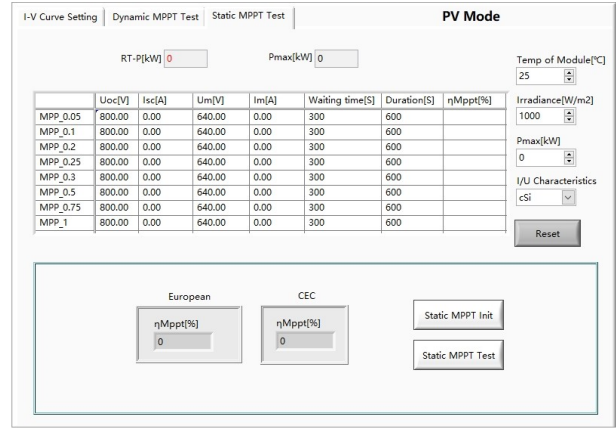 I-V Curve Setting Dynamic MPPT Test Static MPPT Test PV Mode
RT-P[kW] 0 Pmax[kW] 0
Temp of Module[℃]
25
Uoc[V] Isc[A] Um[V] Im[A] Waiting time[S] Duration[S] ηMppt[%]
MPP_0.05 800.00 0.00 640.00 0.00 300 600
MPP_0.1 800.00 0.00 640.00 0.00 300 600
MPP_0.2 800.00 0.00 640.00 0.00 300 600
MPP_0.25 800.00 0.00 640.00 0.00 300 600
MPP_0.3 800.00 0.00 640.00 0.00 300 600
MPP_0.5 800.00 0.00 640.00 0.00 300 600
MPP_0.75 800.00 0.00 640.00 0.00 300 600
MPP_1 800.00 0.00 640.00 0.00 300 600
Irradiance[W/m2]
1000
Pmax[kW]
0
I/U Characteristics
cSi
Reset
European
ηMppt[%]
0
CEC
ηMppt[%]
0
Static MPPT Init
Static MPPT Test